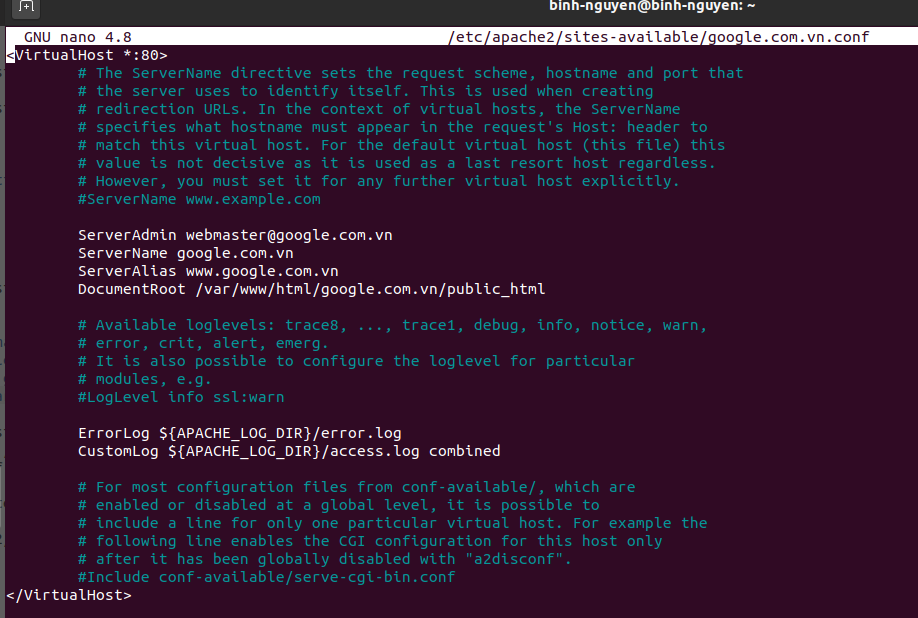 binh-nguyen@binh-nguyen: ~
GNU nano 4.8 /etc/apache2/sites-available/google.com.vn.conf
<VirtualHost *:80>
# The ServerName directive sets the request scheme, hostname and port that
# the server uses to identify itself. This is used when creating
# redirection URLs. In the context of virtual hosts, the ServerName
# specifies what hostname must appear in the request's Host: header to
# match this virtual host. For the default virtual host (this file) this
# value is not decisive as it is used as a last resort host regardless.
# However, you must set it for any further virtual host explicitly.
#ServerName www.example.com
ServerAdmin webmaster@google.com.vn
ServerName google.com.vn
ServerAlias www.google.com.vn
DocumentRoot /var/www/html/google.com.vn/public_html
# Available loglevels: trace8, ..., trace1, debug, info, notice, warn,
# error, crit, alert, emerg.
# It is also possible to configure the loglevel for particular
# modules, e.g.
#LogLevel info ssl:warn
ErrorLog ${APACHE_LOG_DIR}/error.log
CustomLog ${APACHE_LOG_DIR}/access.log combined
# For most configuration files from conf-available/, which are
# enabled or disabled at a global level, it is possible to
# include a line for only one particular virtual host. For example the
# following line enables the CGI configuration for this host only
# after it has been globally disabled with "a2disconf".
#Include conf-available/serve-cgi-bin.conf
</VirtualHost>